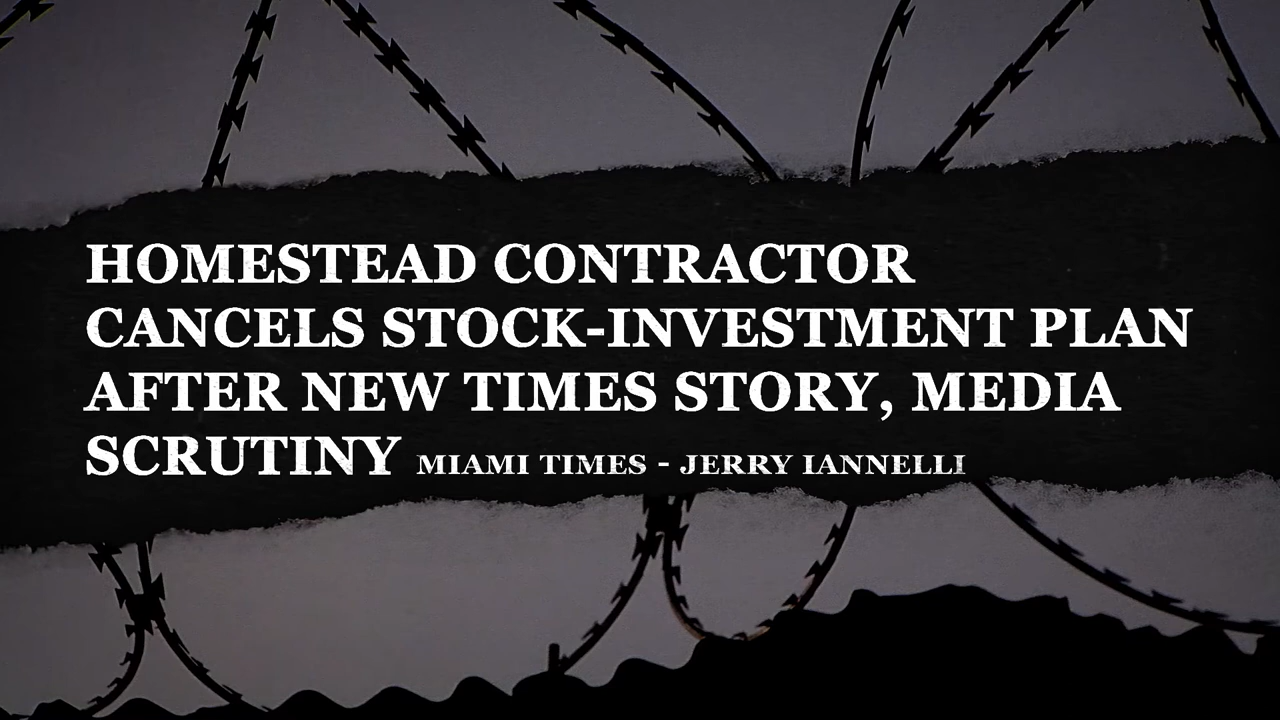 HOMESTEAD CONTRACTOR
CANCELS STOCK-INVESTMENT PLAN
AFTER NEW TIMES STORY, MEDIA
SCRUTINY MIAMI TIMES - JERRY IANNELLI